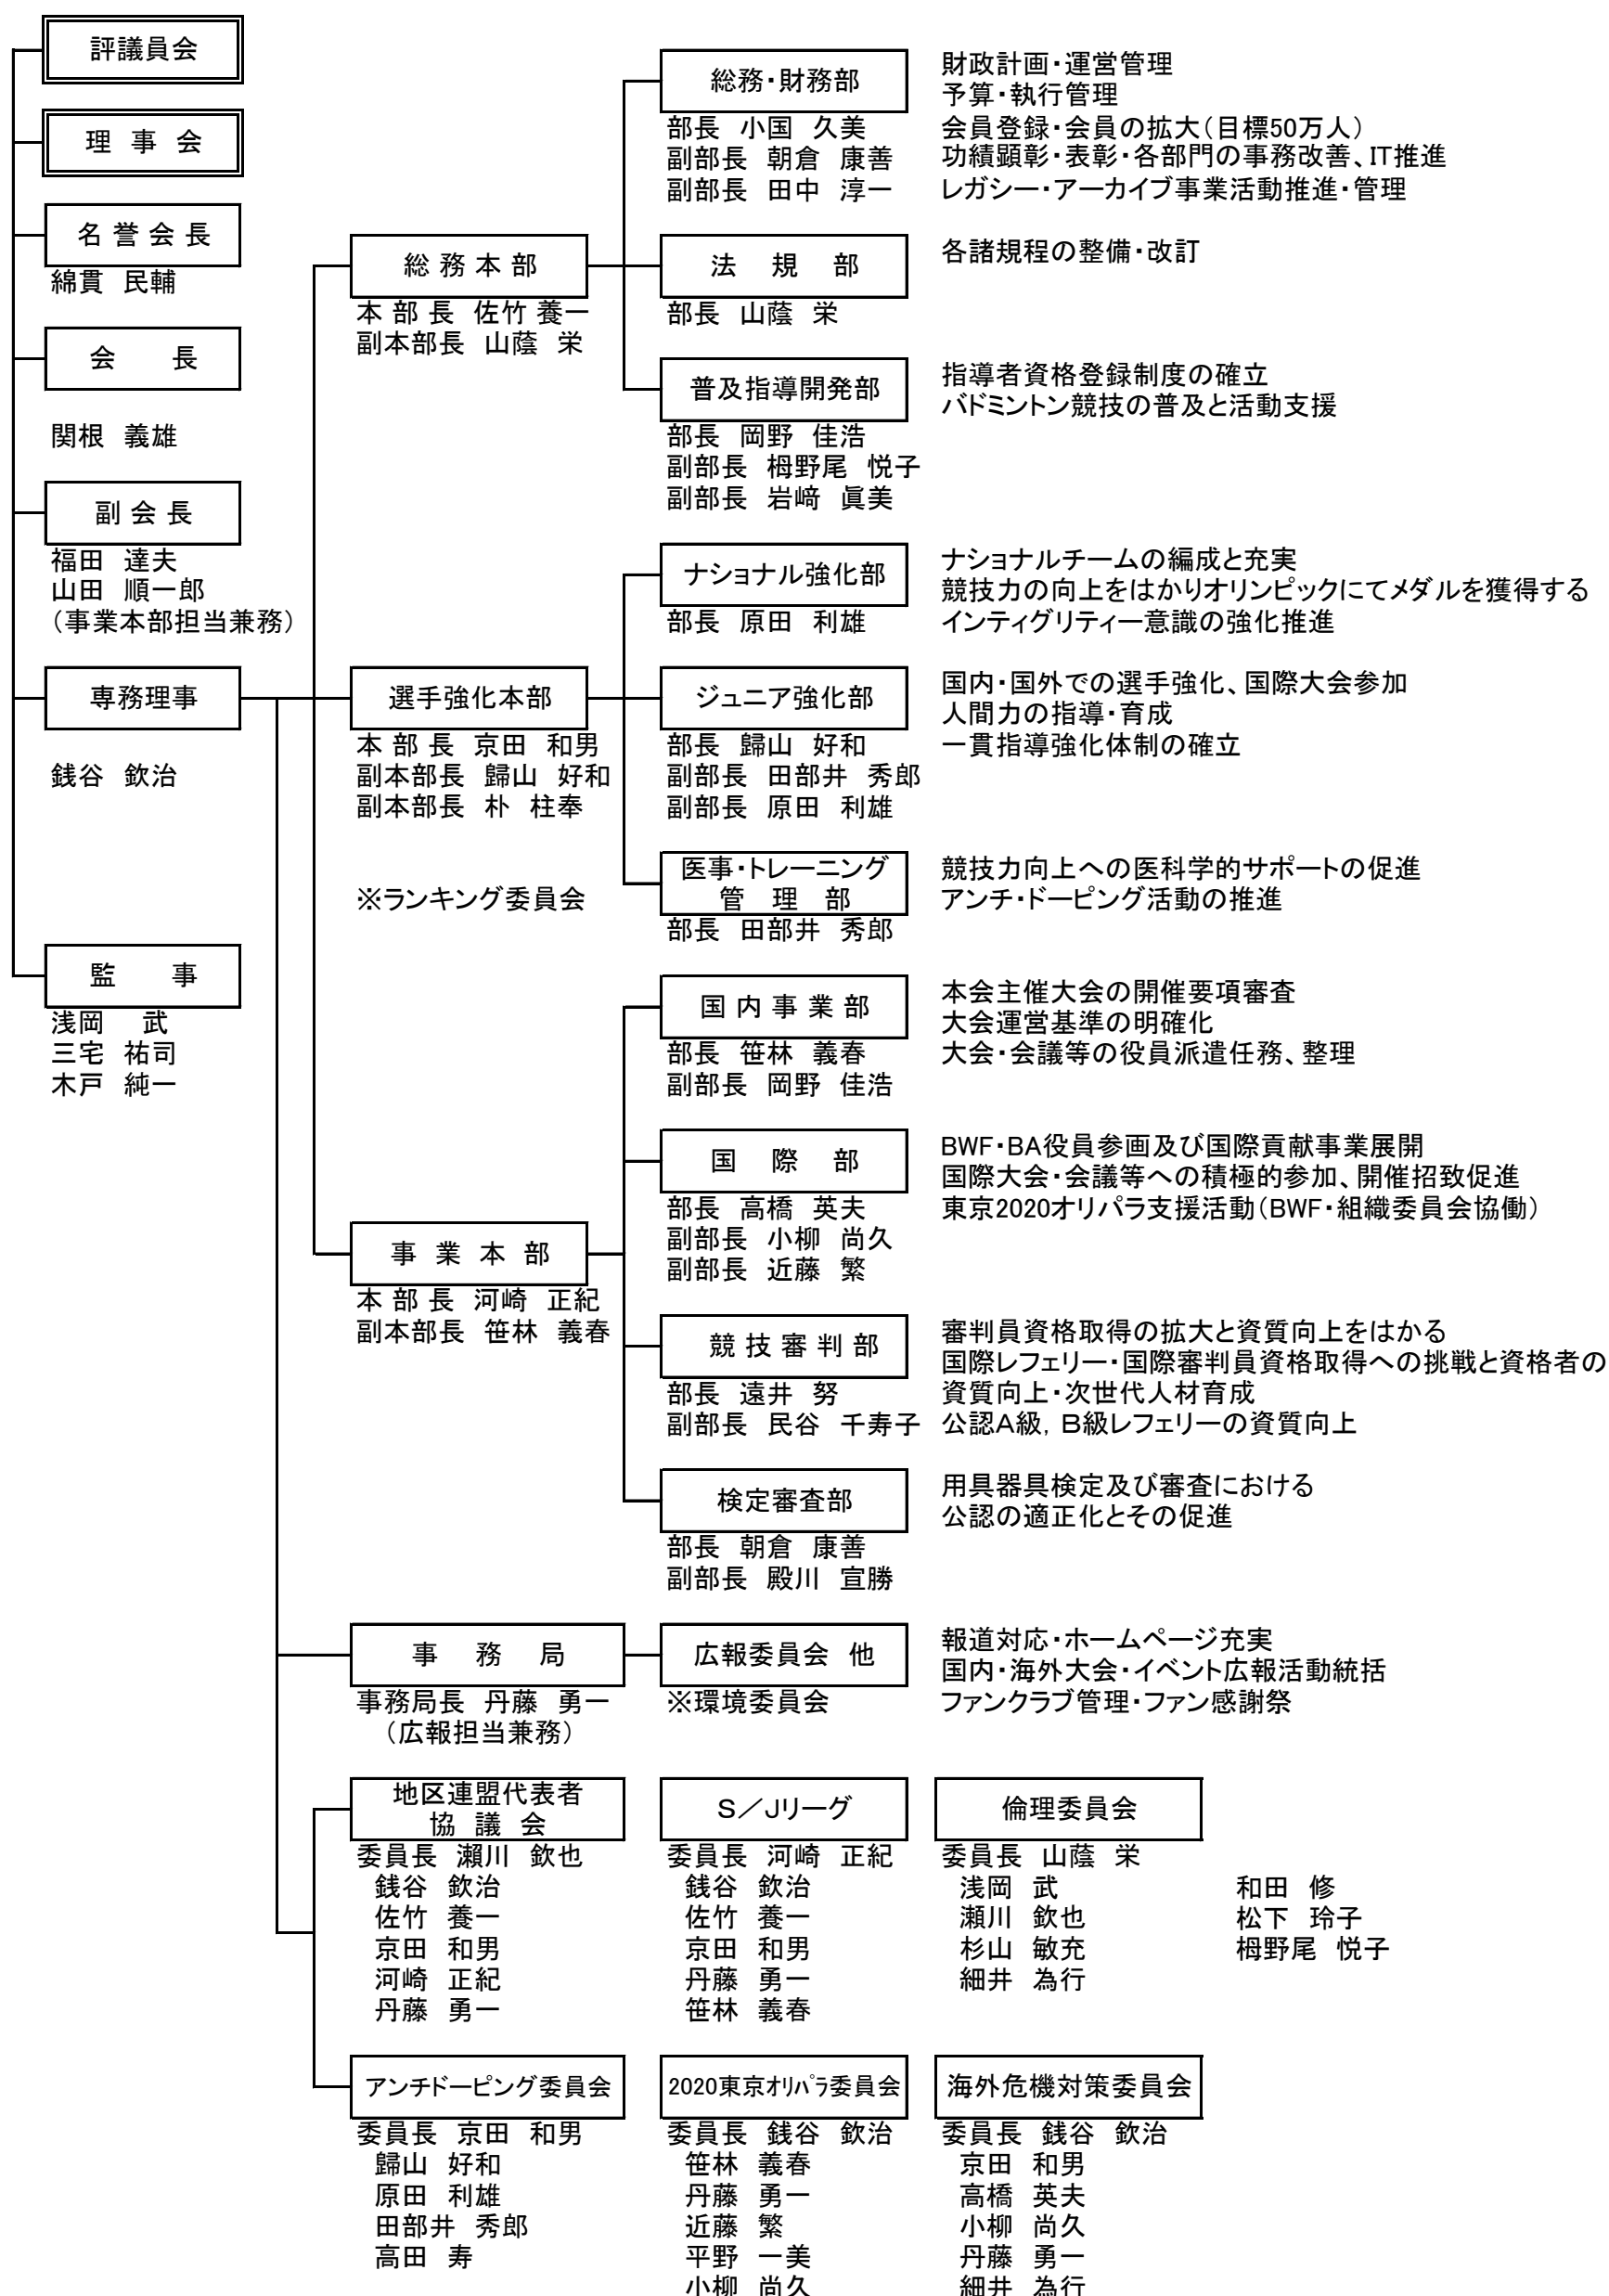 評議員会
理 事 会
名 誉 会 長
綿貫 民輔
会 長
関根 義雄
副 会 長
福田 達夫
山田 順一郎
（事業本部担当兼務）
専務理事
銭谷 欽治
監 事
浅岡 武
三宅 祐司
木戸 純一
総 務 本 部
本 部 長 佐竹 養一
副本部長 山蔭 栄
総務・財務部
部長 小国 久美
副部長 朝倉 康善
副部長 田中 淳一
財政計画・運営管理
予算・執行管理
会員登録・会員の拡大（目標50万人）
功績顕彰・表彰・各部門の事務改善、IT推進
レガシー・アーカイブ事業活動推進・管理
法 規 部
部長 山蔭 栄
各諸規程の整備・改訂
普及指導開発部
部長 岡野 佳浩
副部長 栂野尾 悦子
副部長 岩﨑 眞美
指導者資格登録制度の確立
バドミントン競技の普及と活動支援
選手強化本部
本 部 長 京田 和男
副本部長 歸山 好和
副本部長 朴 柱奉
※ランキング委員会
ナショナル強化部
部長 原田 利雄
ナショナルチームの編成と充実
競技力の向上をはかりオリンピックにてメダルを獲得する
インティグリティー意識の強化推進
ジュニア強化部
部長 歸山 好和
副部長 田部井 秀郎
副部長 原田 利雄
国内・国外での選手強化、国際大会参加
人間力の指導・育成
一貫指導強化体制の確立
医事・トレーニング
管 理 部
部長 田部井 秀郎
競技力向上への医科学的サポートの促進
アンチ・ドーピング活動の推進
事 業 本 部
本 部 長 河崎 正紀
副本部長 笹林 義春
国 内 事 業 部
部長 笹林 義春
副部長 岡野 佳浩
本会主催大会の開催要項審査
大会運営基準の明確化
大会・会議等の役員派遣任務、整理
国 際 部
部長 高橋 英夫
副部長 小柳 尚久
副部長 近藤 繁
BWF・BA役員参画及び国際貢献事業展開
国際大会・会議等への積極的参加、開催招致促進
東京2020オリパラ支援活動（BWF・組織委員会協働）
競 技 審 判 部
部長 遠井 努
副部長 民谷 千寿子
審判員資格取得の拡大と資質向上をはかる
国際レフェリー・国際審判員資格取得への挑戦と資格者の
資質向上・次世代人材育成
公認Ａ級，Ｂ級レフェリーの資質向上
検定審査部
部長 朝倉 康善
副部長 殿川 宣勝
用具器具検定及び審査における
公認の適正化とその促進
事 務 局
事務局長 丹藤 勇一
（広報担当兼務）
広報委員会 他
※環境委員会
報道対応・ホームページ充実
国内・海外大会・イベント広報活動統括
ファンクラブ管理・ファン感謝祭
地区連盟代表者
協 議 会
委員長 瀬川 欽也
銭谷 欽治
佐竹 養一
京田 和男
河崎 正紀
丹藤 勇一
Ｓ／Ｊリーグ
委員長 河崎 正紀
銭谷 欽治
佐竹 養一
京田 和男
丹藤 勇一
笹林 義春
倫理委員会
委員長 山蔭 栄
浅岡 武
瀬川 欽也
杉山 敏充
細井 為行
和田 修
松下 玲子
栂野尾 悦子
アンチドーピング委員会
委員長 京田 和男
歸山 好和
原田 利雄
田部井 秀郎
高田 寿
2020東京ｵﾘﾊﾟﾗ委員会
委員長 銭谷 欽治
笹林 義春
丹藤 勇一
近藤 繁
平野 一美
小柳 尚久
海外危機対策委員会
委員長 銭谷 欽治
京田 和男
高橋 英夫
小柳 尚久
丹藤 勇一
細井 為行